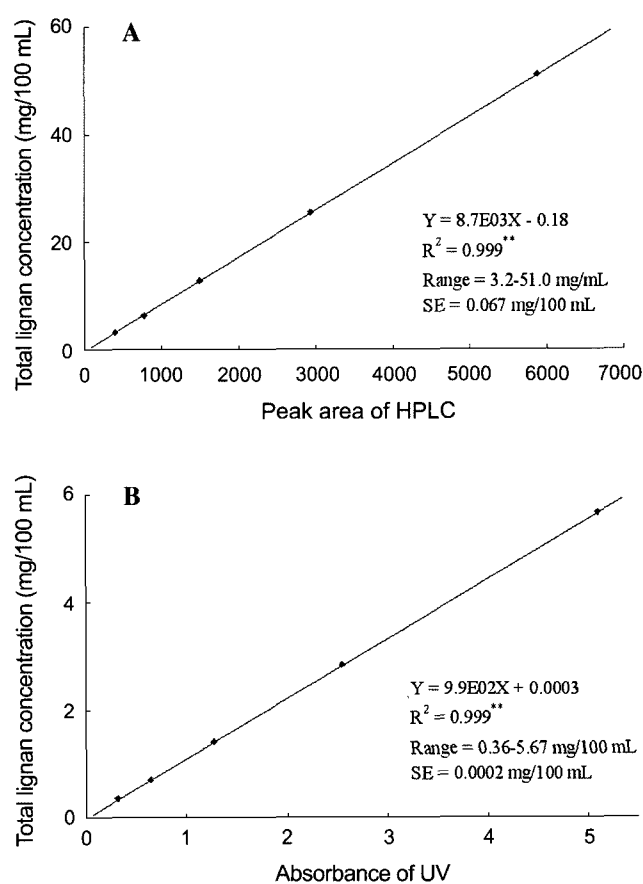 A
Total lignan concentration (mg/100 mL)
60
40
20
0
Y = 8.7E03X - 0.18
R² = 0.999**
Range = 3.2-51.0 mg/mL
SE = 0.067 mg/100 mL
0 1000 2000 3000 4000 5000 6000 7000
Peak area of HPLC
B
Total lignan concentration (mg/100 mL)
6
4
2
0
Y = 9.9E02X + 0.0003
R² = 0.999**
Range = 0.36-5.67 mg/100 mL
SE = 0.0002 mg/100 mL
0 1 2 3 4 5
Absorbance of UV